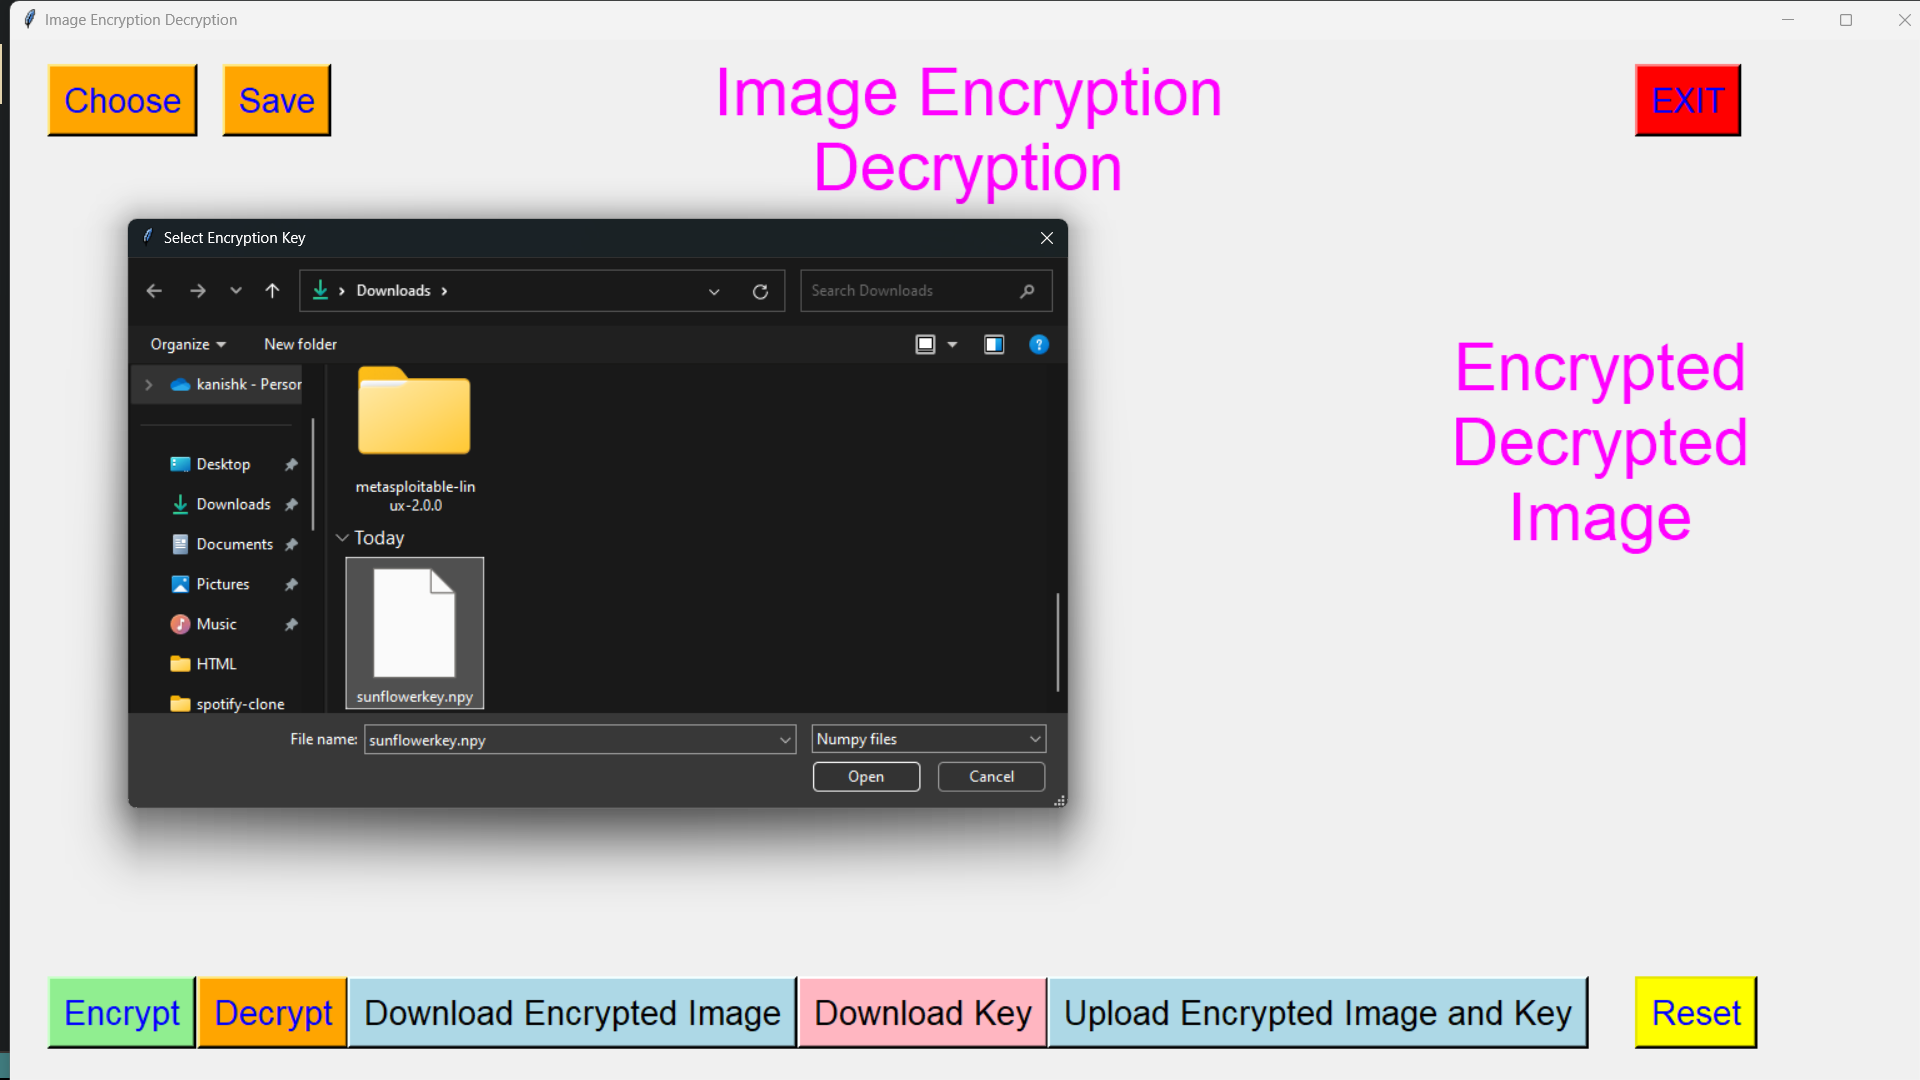 Image Encryption Decryption
Choose
Save
Image Encryption
Decryption
EXIT
Select Encryption Key
Downloads
Search Downloads
Organize
New folder
kanishk - Person
Desktop
Downloads
Documents
Pictures
Music
HTML
spotify-clone
metasploitable-lin
ux-2.0.0
Today
sunflowerkey.npy
File name:
sunflowerkey.npy
Numpy files
Open
Cancel
Encrypted
Decrypted
Image
Encrypt
Decrypt
Download Encrypted Image
Download Key
Upload Encrypted Image and Key
Reset